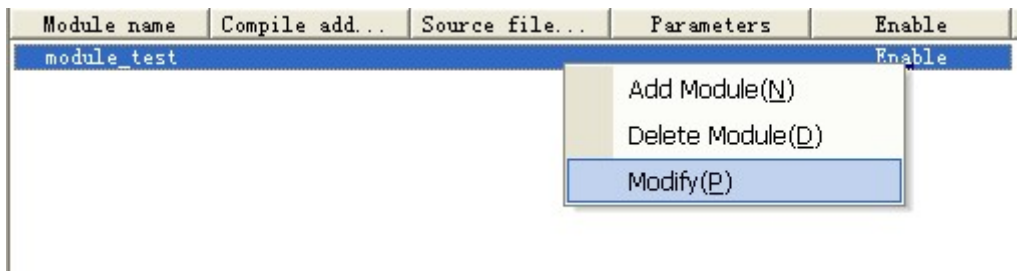 Module name Compile add... Source file... Parameters Enable
module_test Enable
Add Module(N)
Delete Module(D)
Modify(P)